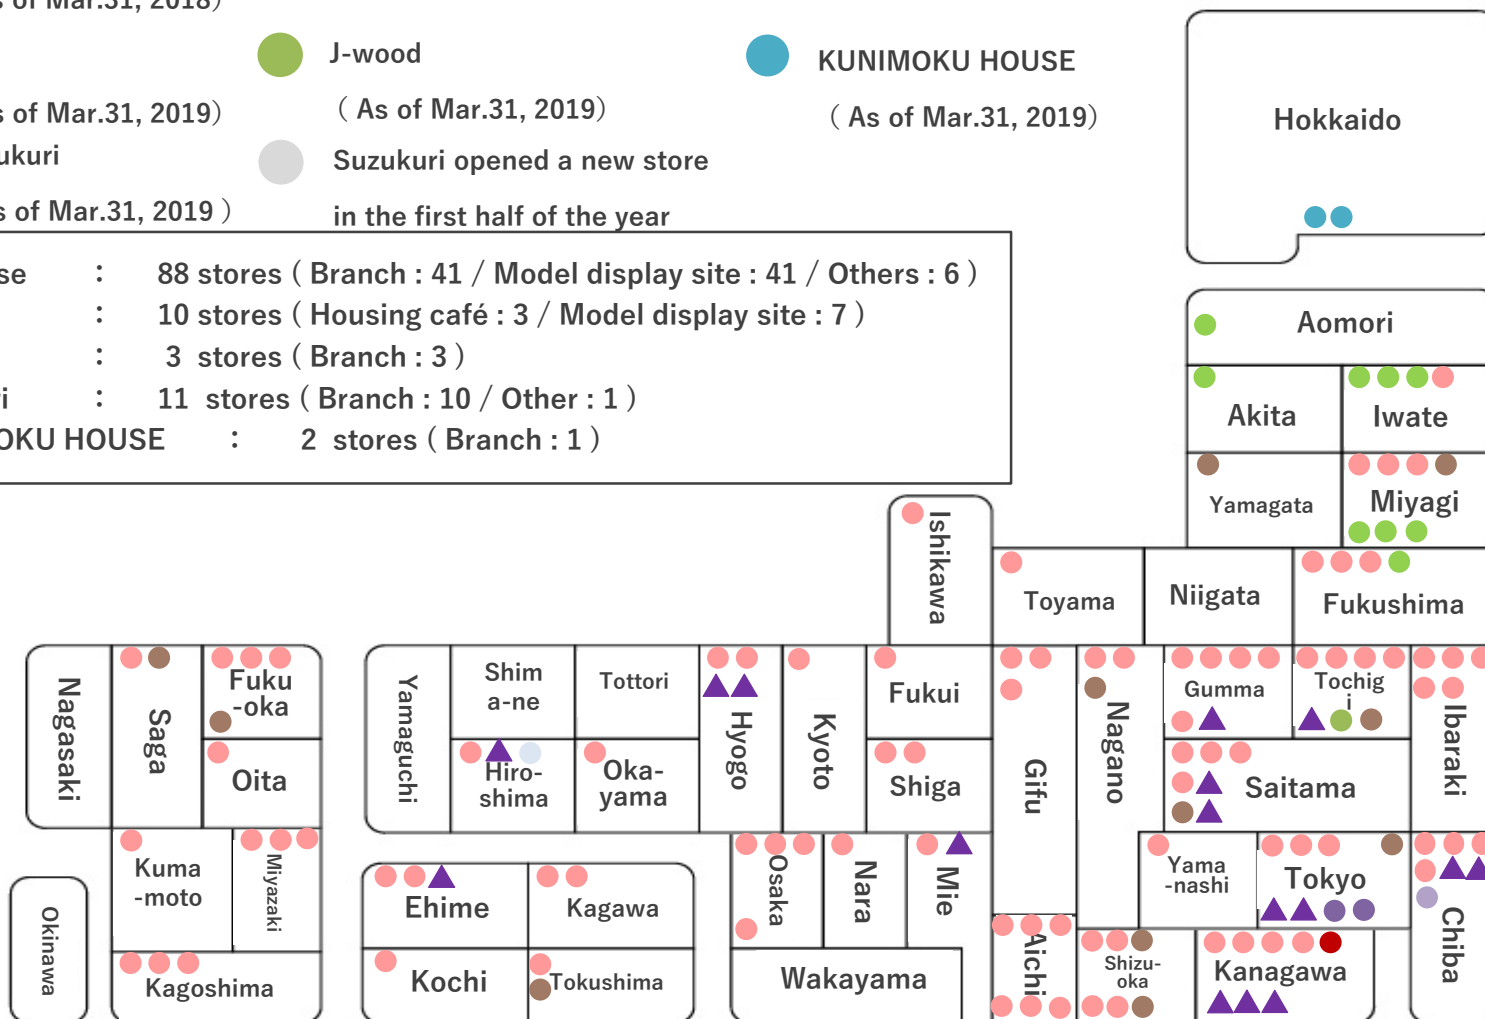 s of Mar.31, 2018)
J-wood
KUNIMOKU HOUSE
s of Mar.31, 2019)
( As of Mar.31, 2019)
( As of Mar.31, 2019)
ukuri
Suzukuri opened a new store
s of Mar.31, 2019 )
in the first half of the year
se : 88 stores ( Branch : 41 / Model display site : 41 / Others : 6 )
: 10 stores ( Housing café : 3 / Model display site : 7 )
: 3 stores ( Branch : 3 )
ri : 11 stores ( Branch : 10 / Other : 1 )
OKU HOUSE : 2 stores ( Branch : 1 )
Hokkaido
Aomori
Akita
Iwate
Yamagata
Miyagi
Ishikawa
Toyama
Niigata
Fukushima
Nagasaki
Saga
Fuku
-oka
Oita
Kuma
-moto
Miyazaki
Okinawa
Kagoshima
Yamaguchi
Shim
a-ne
Tottori
Hiro-
shima
Oka-
yama
Hyogo
Kyoto
Fukui
Shiga
Ehime
Kagawa
Kochi
Tokushima
Osaka
Nara
Mie
Wakayama
Gifu
Aichi
Nagano
Gumma
Tochig
i
Ibaraki
Saitama
Yama
-nashi
Tokyo
Shizu-
oka
Kanagawa
Chiba